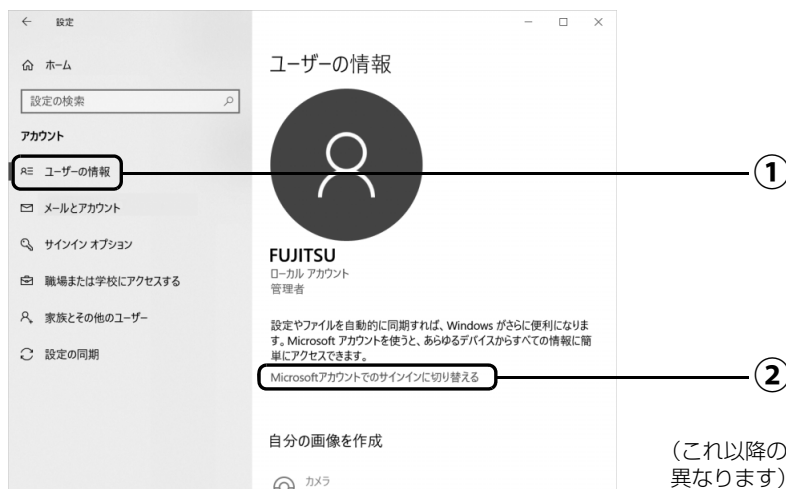 ← 設定
ホーム
設定の検索
アカウント
ユーザーの情報
メールとアカウント
サインイン オプション
職場または学校にアクセスする
家族とその他のユーザー
設定の同期
ユーザーの情報
FUJITSU
ローカル アカウント
管理者
設定やファイルを自動的に同期すれば、Windows がさらに便利になりま
す。Microsoft アカウントを使うと、あらゆるデバイスからすべての情報に簡
単にアクセスできます。
Microsoftアカウントでのサインインに切り替える
自分の画像を作成
カメラ
①
②
（これ以降の
異なります）